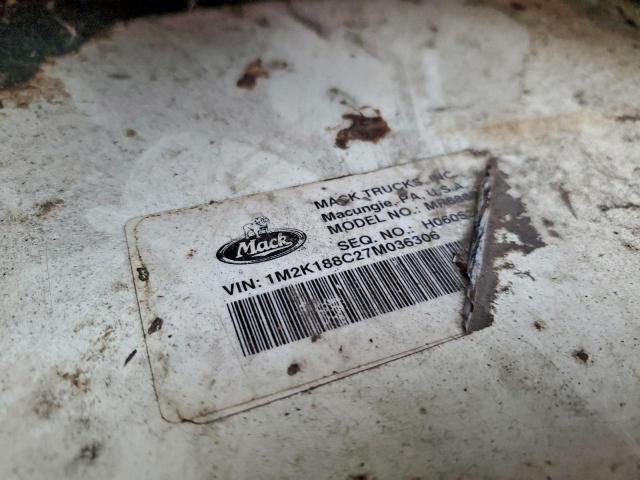 MACK TRUCKS, INC.
Macungie, PA, U.S.A.
MODEL NO.:
SEQ. NO.:
Mack
VIN: 1M2K188C27M036306